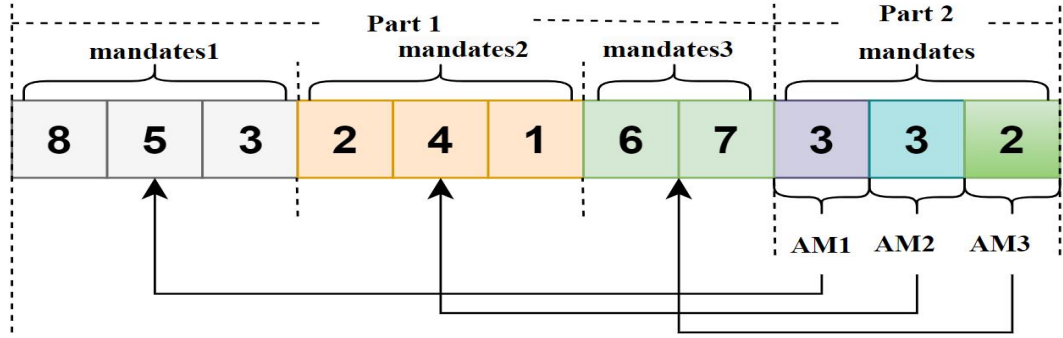 Part 1 Part 2
mandates1 mandates2 mandates3 mandates
8 5 3 2 4 1 6 7 3 3 2
AM1 AM2 AM3